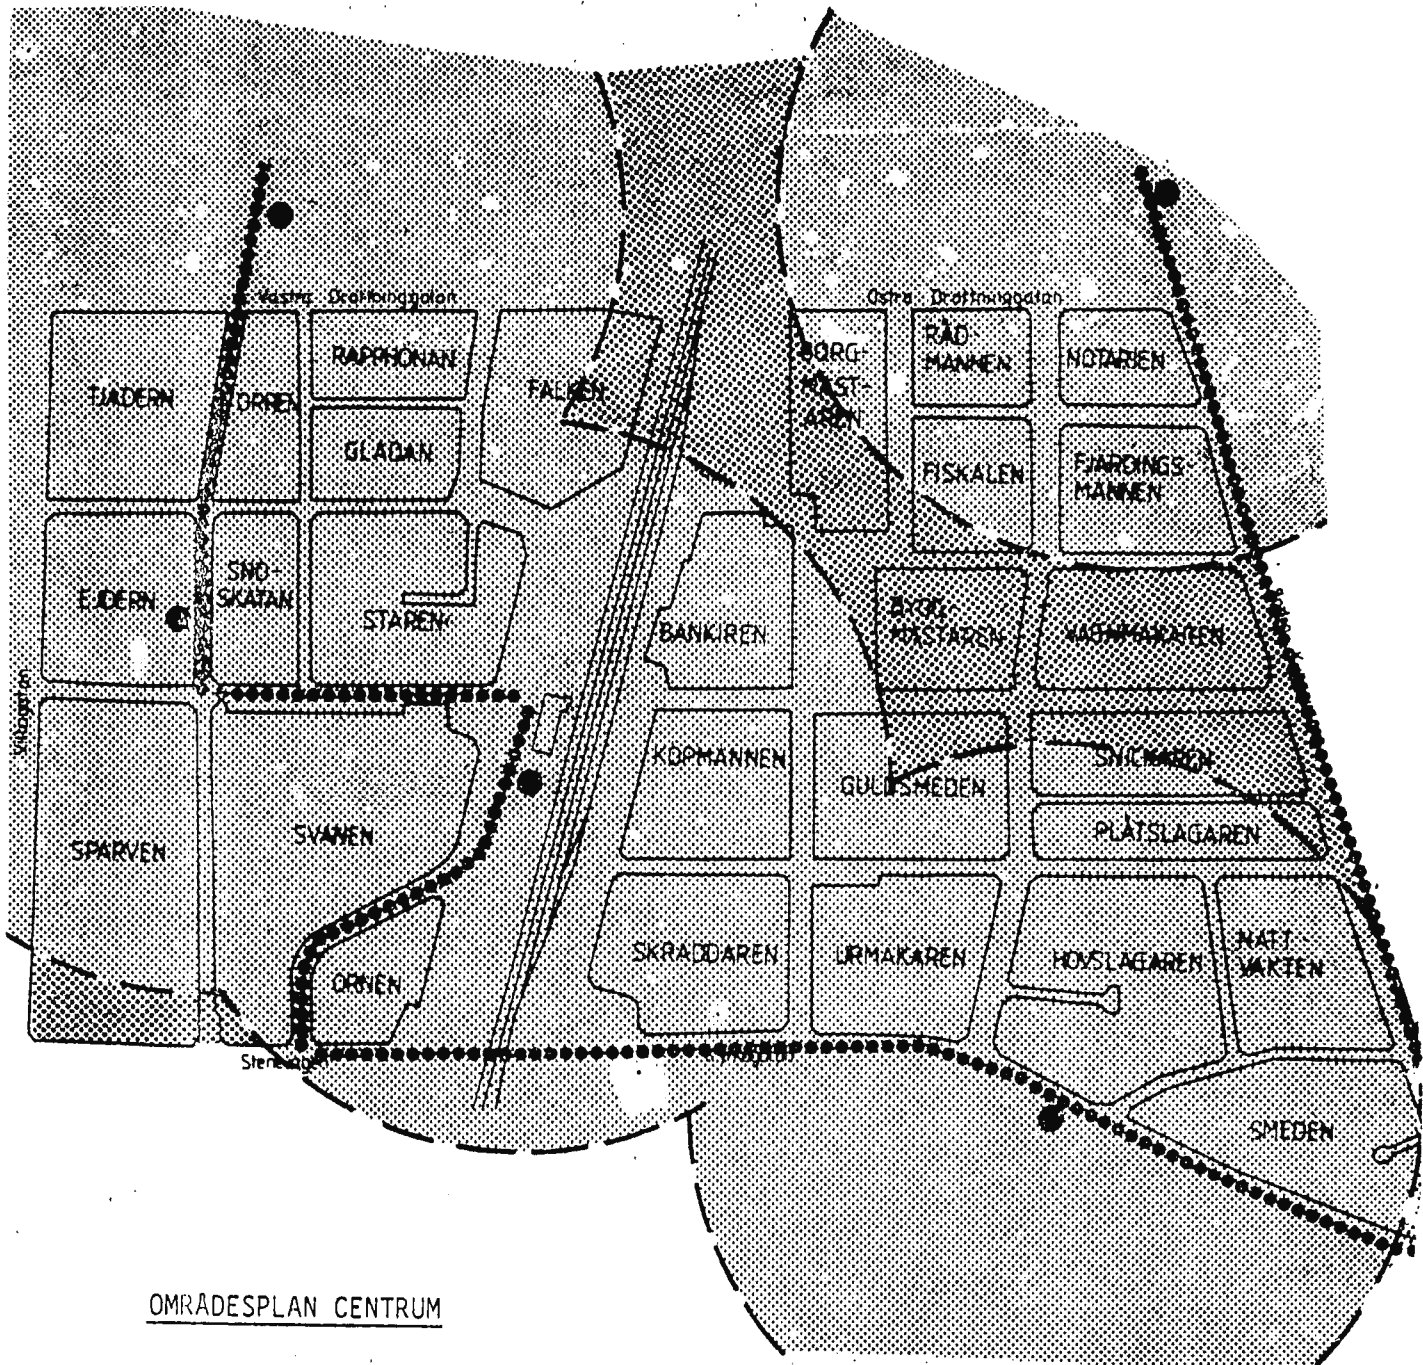 Västra Drottninggatan
Östra Drottninggatan
TJÄDERN
ORREN
RAPPHÖNAN
FALKEN
BORG-
MÄST-
AREN
RÅD-
MANNEN
NOTARIEN
GLADAN
FISKALEN
FJÄRDINGS-
MANNEN
EJDERN
SNÖ-
SKATAN
STAREN
BANKIREN
BYGG-
MÄSTAREN
VAGNMAKAREN
KÖPMANNEN
GULDSMEDEN
SNICKAREN
SPARVEN
SVANEN
PLÅTSLAGAREN
ÖRNEN
SKRÄDDAREN
URMAKAREN
HOVSLAGAREN
NATT-
VAKTEN
SMEDEN
OMRÅDESPLAN CENTRUM